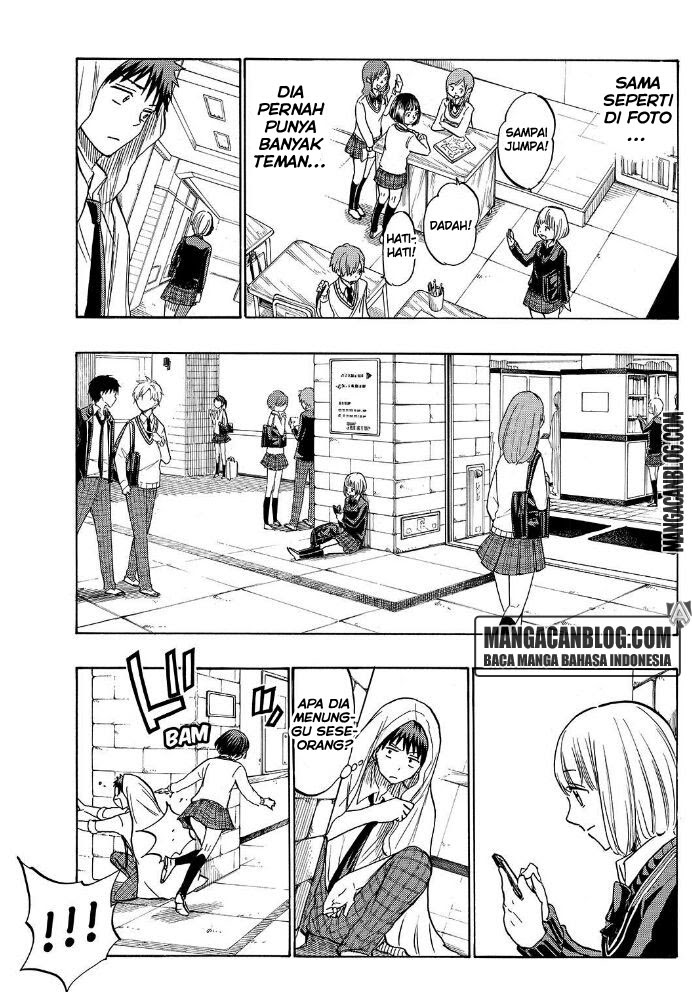 SAMA
SEPERTI
DI FOTO
...
DIA
PERNAH
PUNYA
BANYAK
TEMAN...
SAMPAI
JUMPA!
DADAH!
HATI-
HATI!
MANGACANBLOG.COM
MANGACANBLOG.COM
BACA MANGA BAHASA INDONESIA
APA DIA
MENUNG-
GU SESE-
ORANG?
BAM
!!!